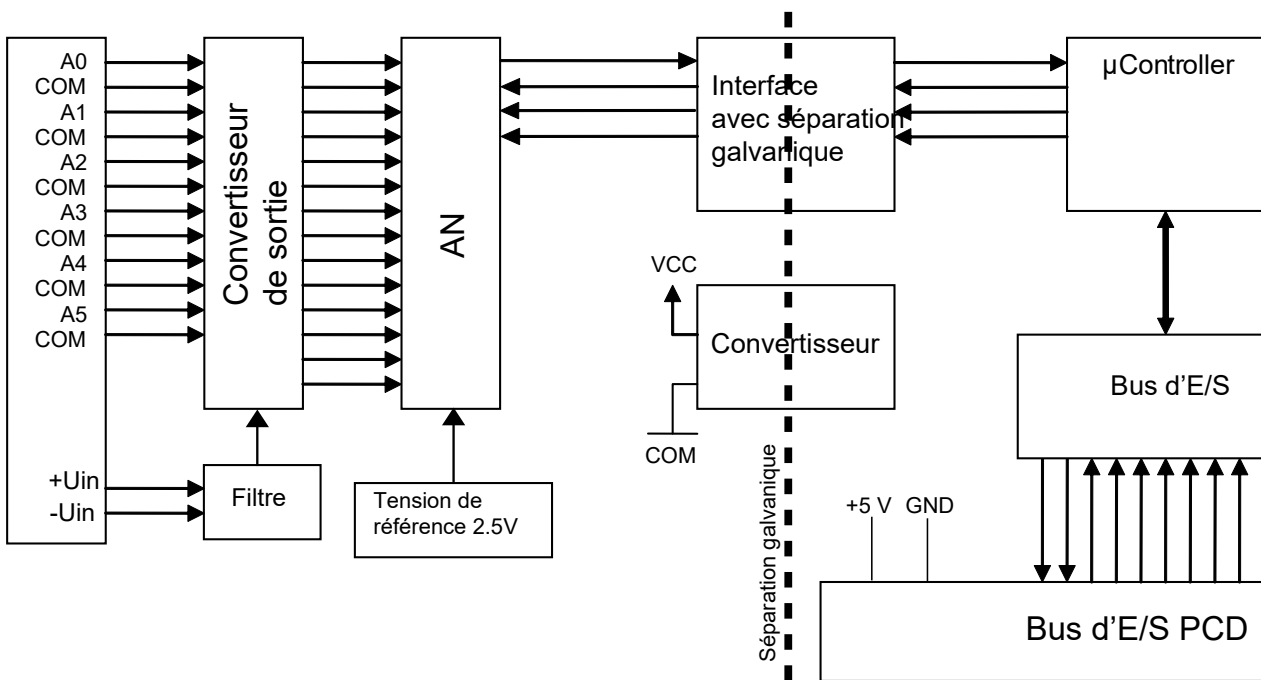 A0
COM
A1
COM
A2
COM
A3
COM
A4
COM
A5
COM
+Uin
-Uin
Convertisseur
de sortie
Filtre
AN
Tension de
référence 2.5V
Interface
avec séparation
galvanique
µController
VCC
Convertisseur
COM
Séparation galvanique
Bus d'E/S
+5 V GND
Bus d'E/S PCD